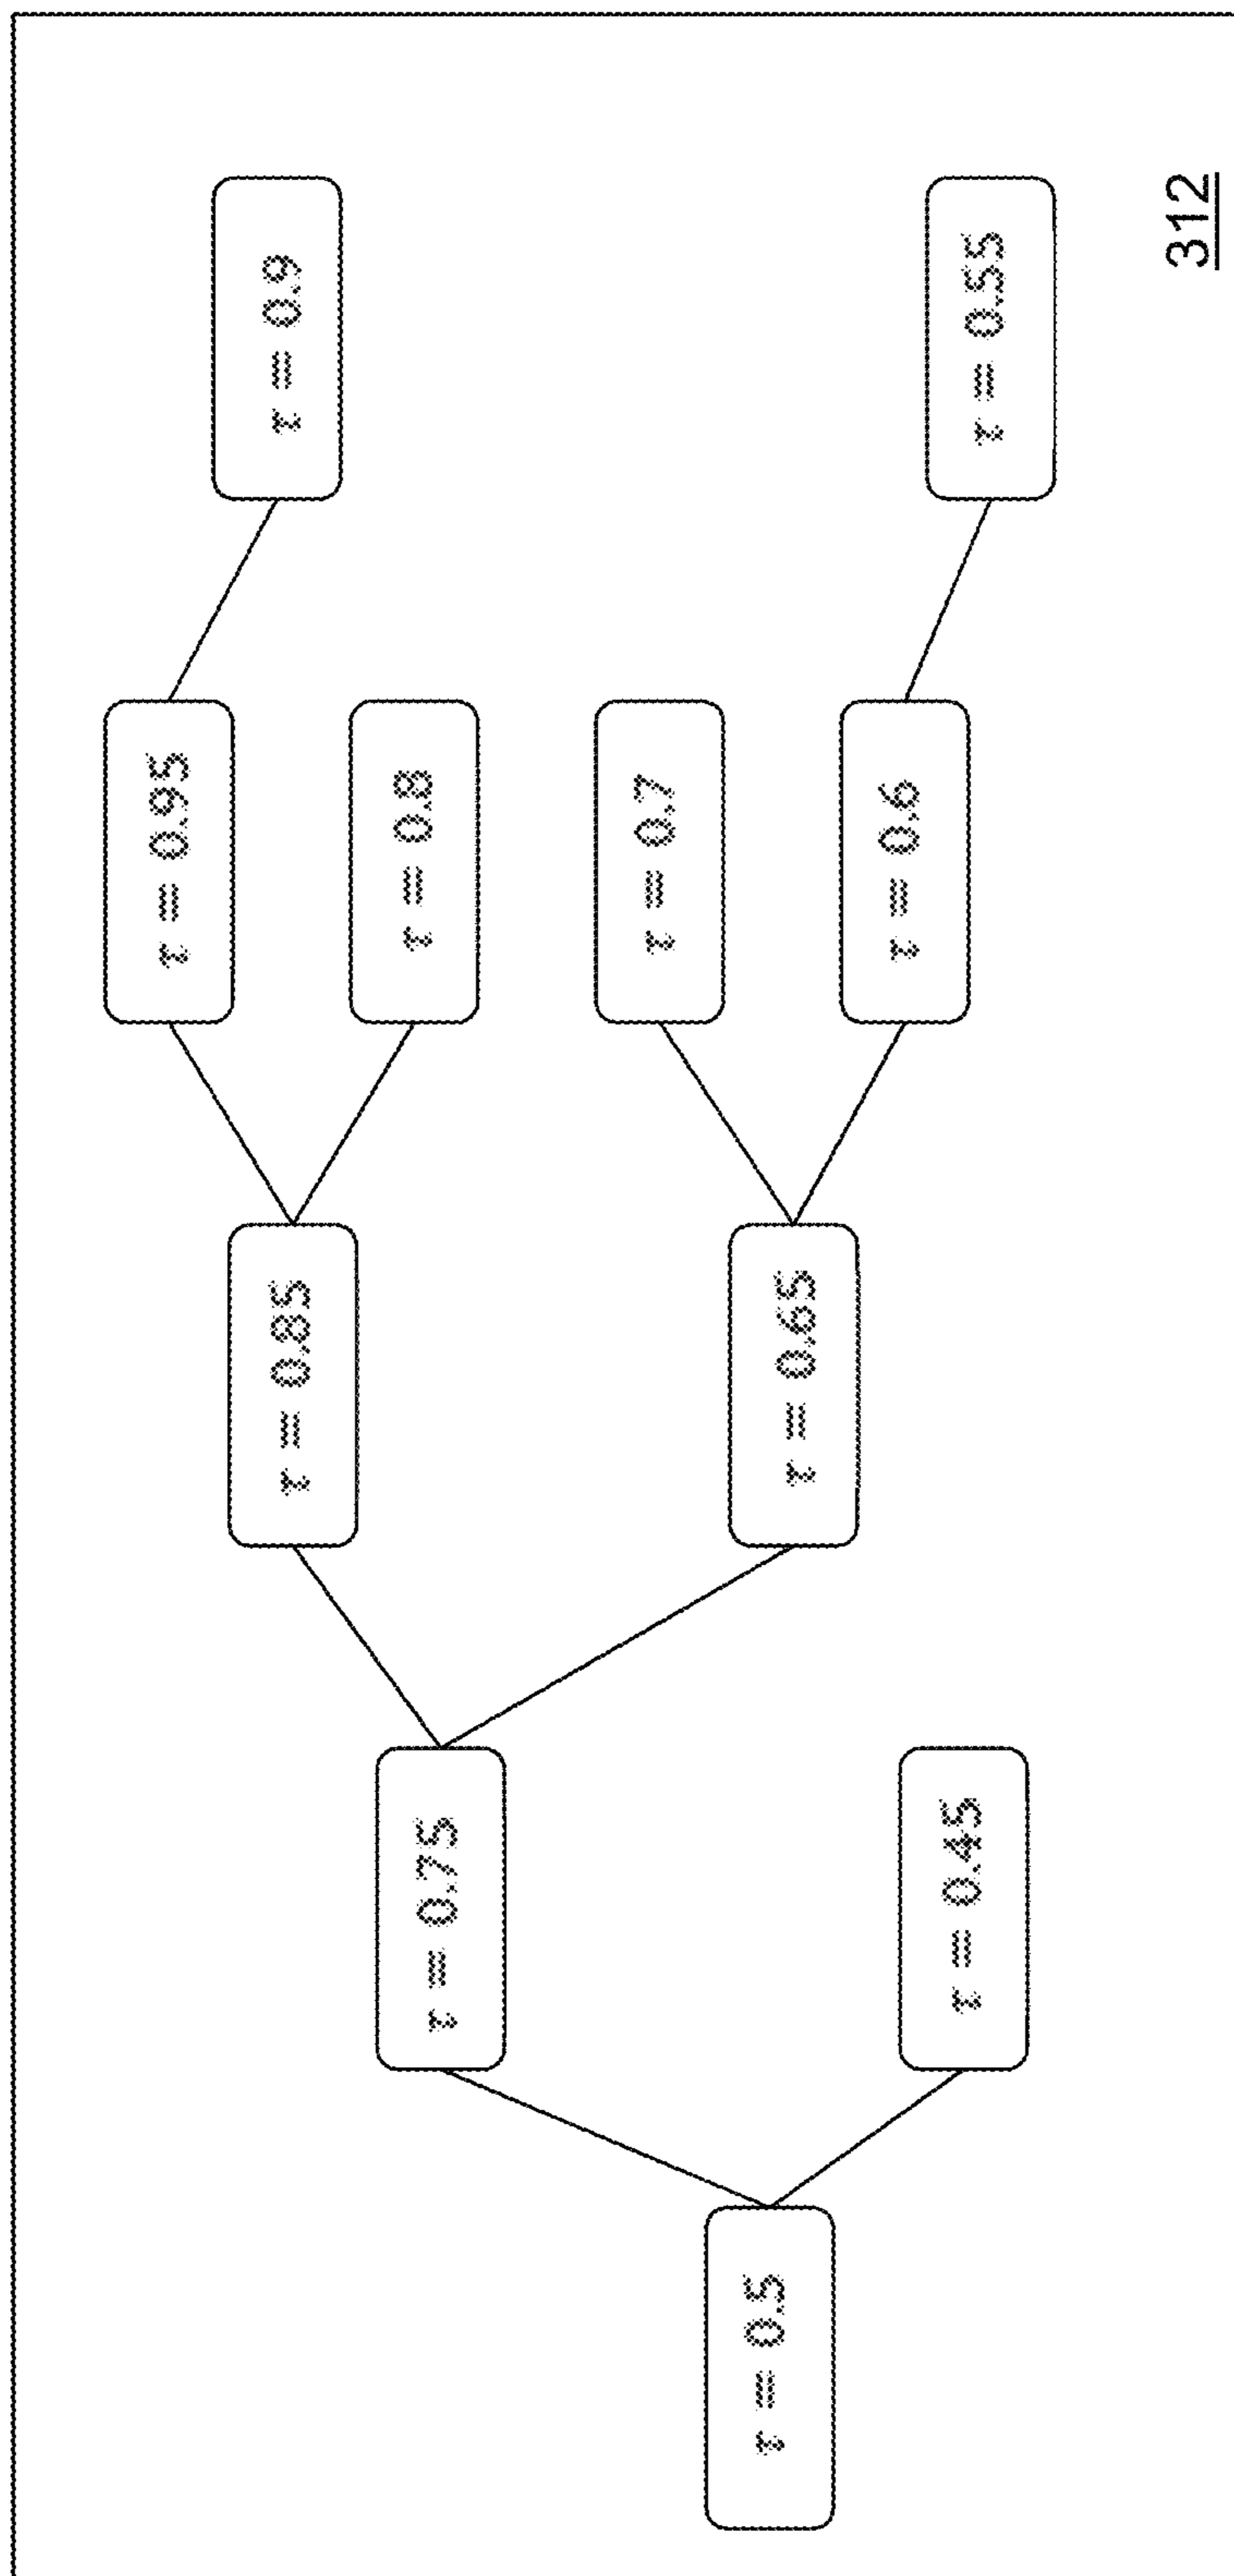 r = 0.95
r = 0.9
r = 0.85
r = 0.8
r = 0.75
r = 0.7
r = 0.5
r = 0.65
r = 0.6
r = 0.45
r = 0.55
312